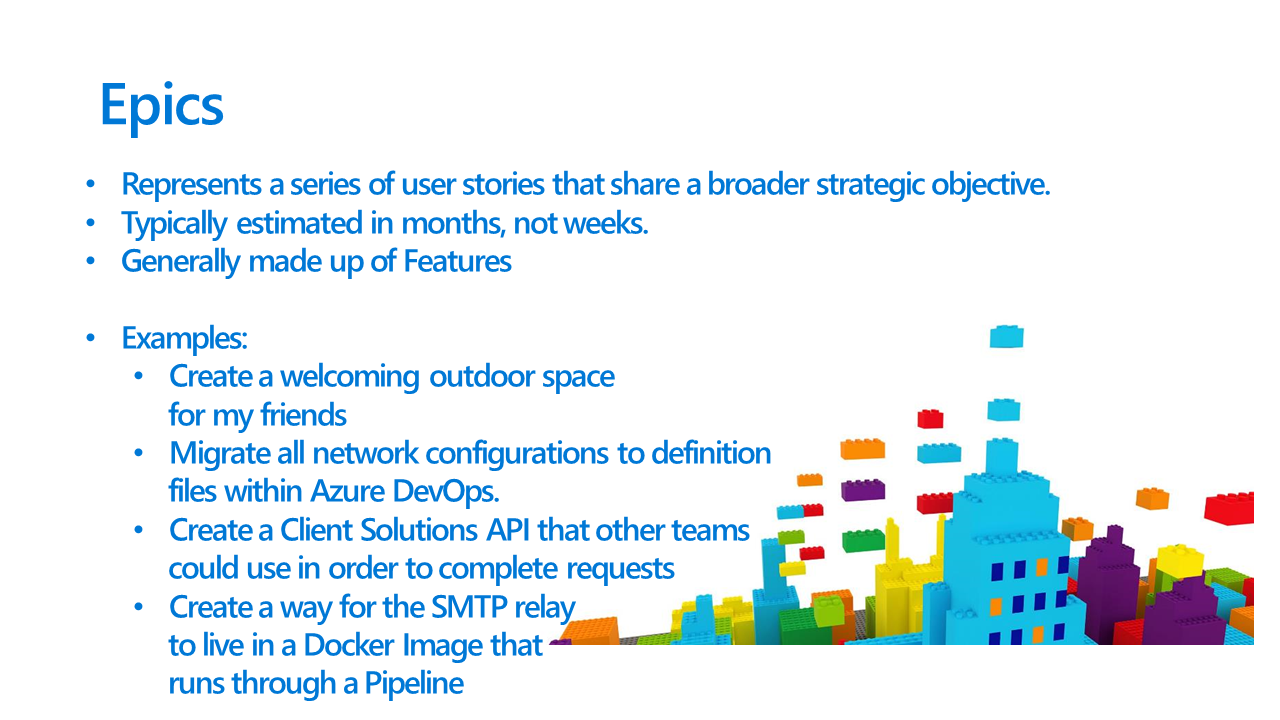 Epics
• Represents a series of user stories that share a broader strategic objective.
• Typically estimated in months, not weeks.
• Generally made up of Features
• Examples:
• Create a welcoming outdoor space
for my friends
• Migrate all network configurations to definition
files within Azure DevOps.
• Create a Client Solutions API that other teams
could use in order to complete requests
• Create a way for the SMTP relay
to live in a Docker Image that
runs through a Pipeline